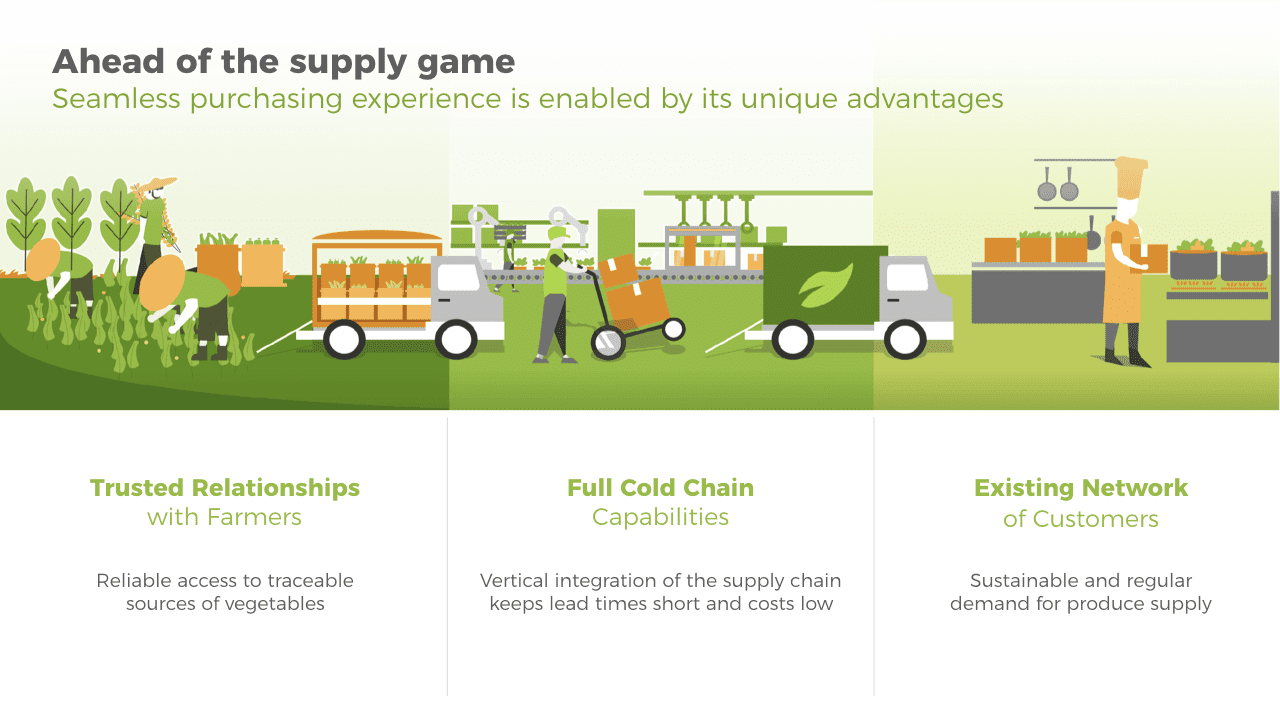 Ahead of the supply game
Seamless purchasing experience is enabled by its unique advantages
Trusted Relationships
with Farmers
Reliable access to traceable
sources of vegetables
Full Cold Chain
Capabilities
Vertical integration of the supply chain
keeps lead times short and costs low
Existing Network
of Customers
Sustainable and regular
demand for produce supply